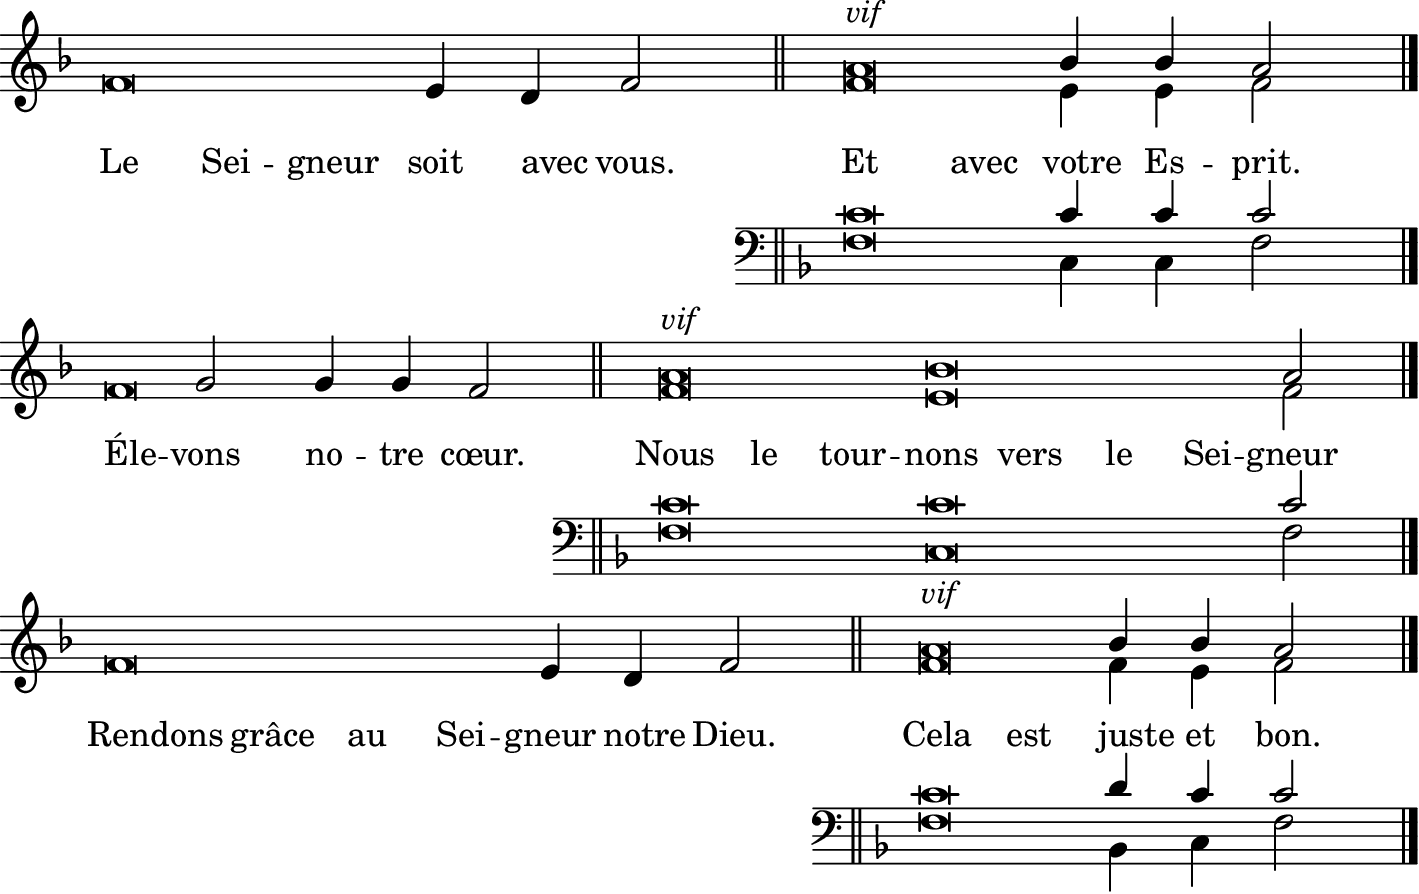 vif
Le Sei - gneur soit avec vous. Et avec votre Es - prit.
vif
Éle - vons no - tre cœur. Nous le tour - nons vers le Sei - gneur
vif
Rendons grâce au Sei - gneur notre Dieu. Cela est juste et bon.